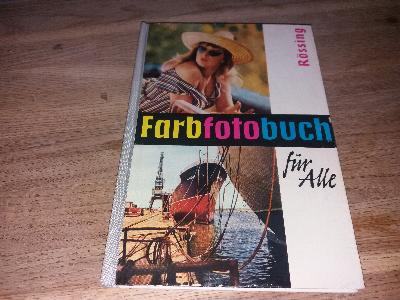 Rössing
Farbfotobuch
für Alle